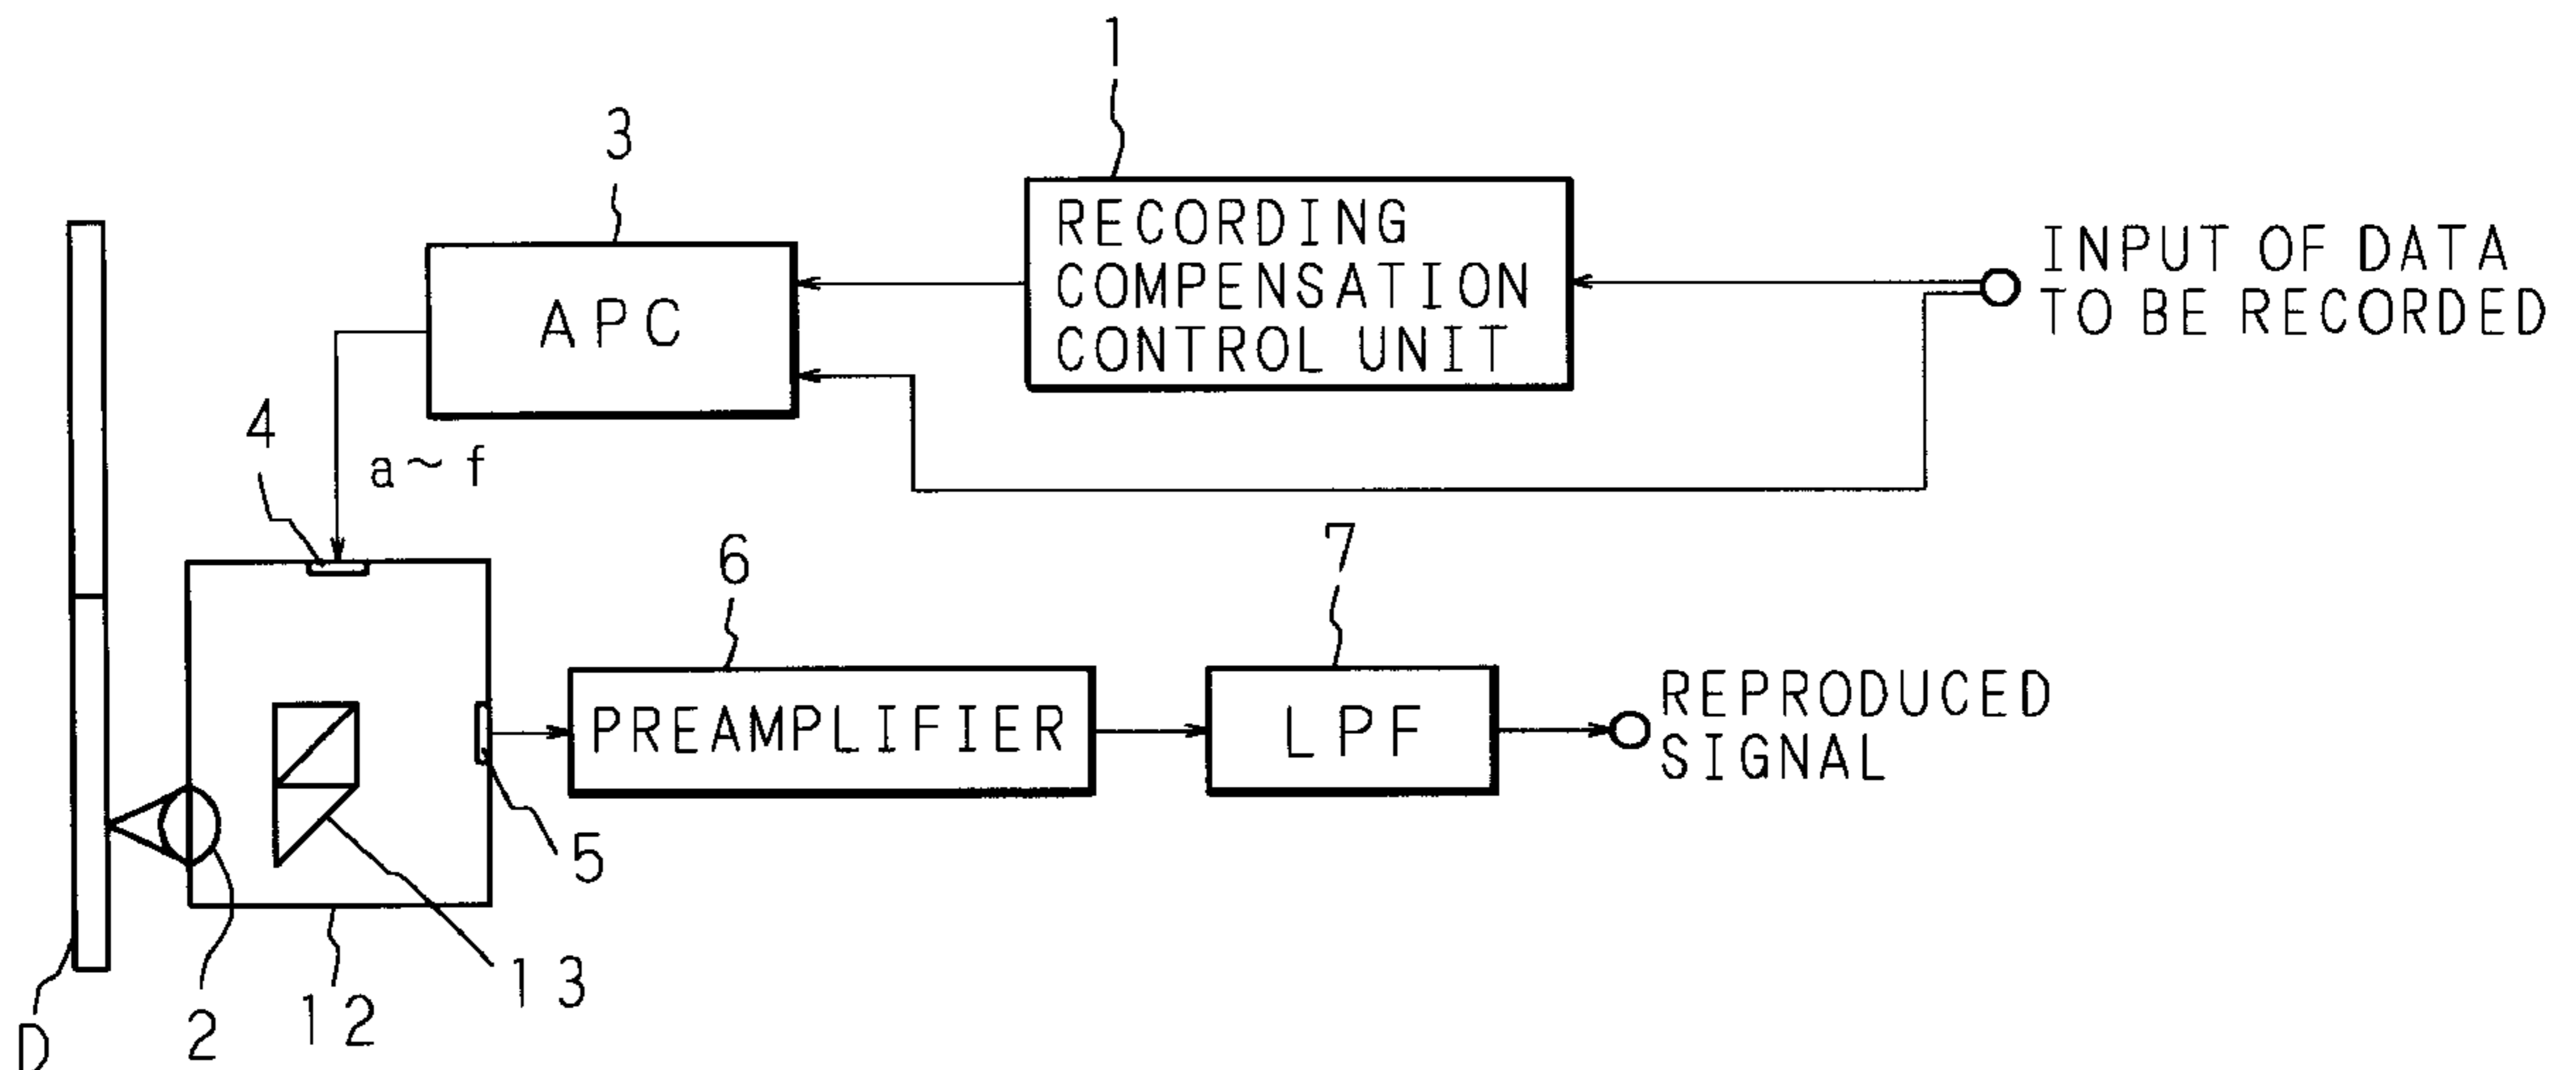 1
3
RECORDING
COMPENSATION
CONTROL UNIT
INPUT OF DATA
TO BE RECORDED
APC
4
a~f
6
7
PREAMPLIFIER
LPF
REPRODUCED
SIGNAL
5
13
12
2
D